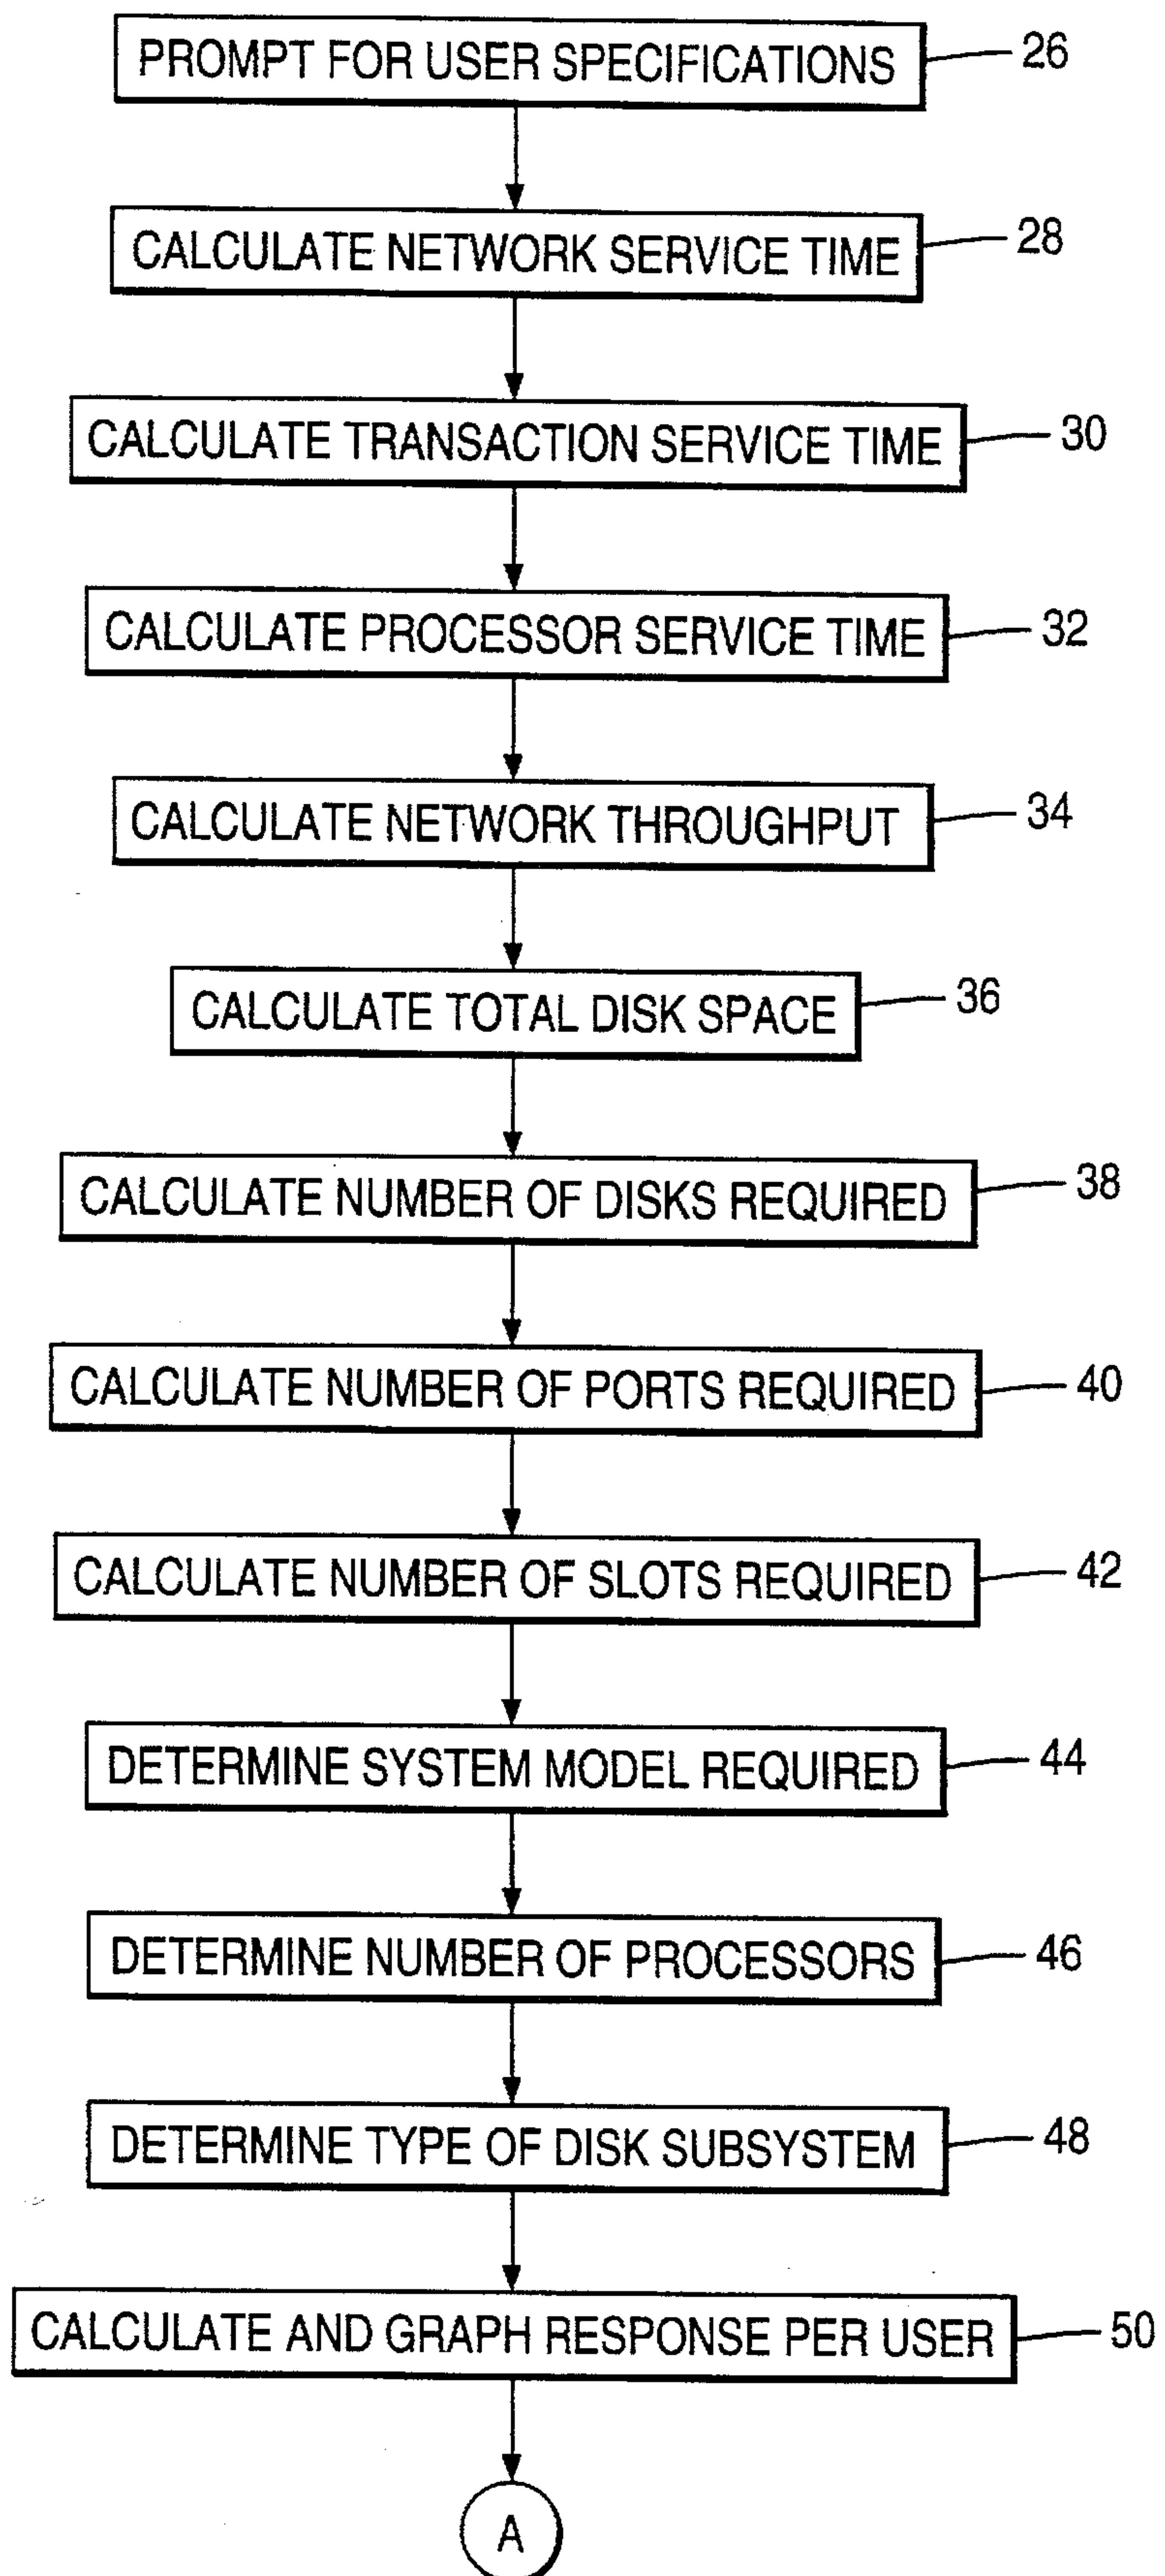 PROMPT FOR USER SPECIFICATIONS 26
CALCULATE NETWORK SERVICE TIME 28
CALCULATE TRANSACTION SERVICE TIME 30
CALCULATE PROCESSOR SERVICE TIME 32
CALCULATE NETWORK THROUGHPUT 34
CALCULATE TOTAL DISK SPACE 36
CALCULATE NUMBER OF DISKS REQUIRED 38
CALCULATE NUMBER OF PORTS REQUIRED 40
CALCULATE NUMBER OF SLOTS REQUIRED 42
DETERMINE SYSTEM MODEL REQUIRED 44
DETERMINE NUMBER OF PROCESSORS 46
DETERMINE TYPE OF DISK SUBSYSTEM 48
CALCULATE AND GRAPH RESPONSE PER USER 50
A